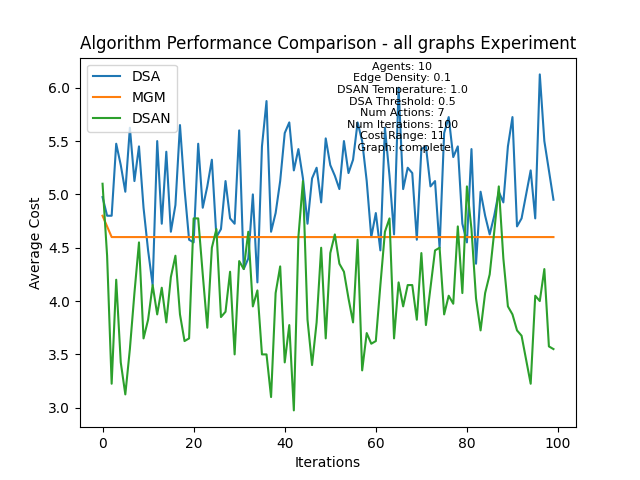 Algorithm Performance Comparison - all graphs Experiment
DSA
MGM
DSAN
Agents: 10
Edge Density: 0.1
DSAN Temperature: 1.0
DSA Threshold: 0.5
Num Actions: 7
Num Iterations: 100
Cost Range: 11
Graph: complete
Average Cost
6.0
5.5
5.0
4.5
4.0
3.5
3.0
0 20 40 60 80 100
Iterations